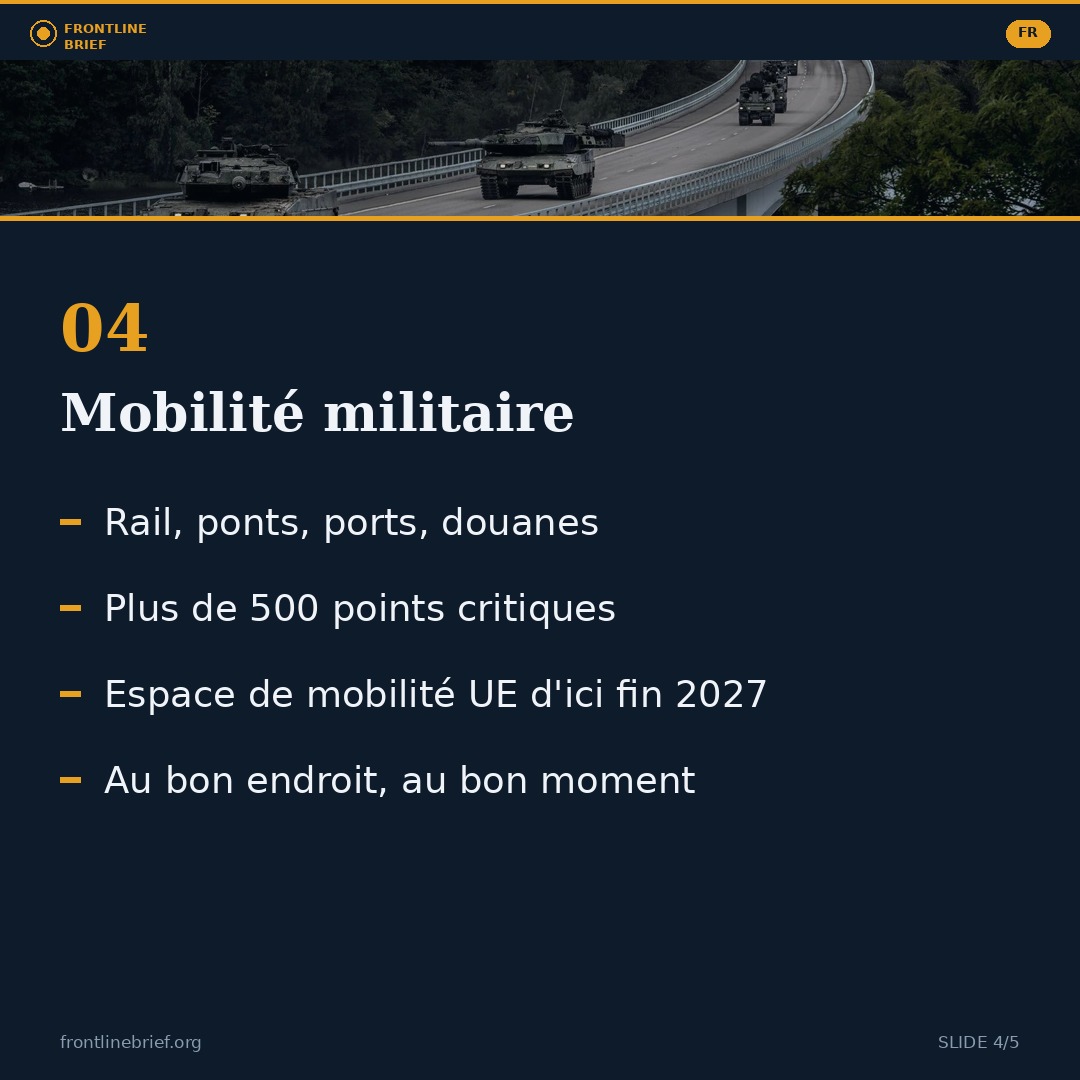 FRONTLINE
BRIEF
FR
04
Mobilité militaire
Rail, ponts, ports, douanes
Plus de 500 points critiques
Espace de mobilité UE d'ici fin 2027
Au bon endroit, au bon moment
frontlinebrief.org
SLIDE 4/5